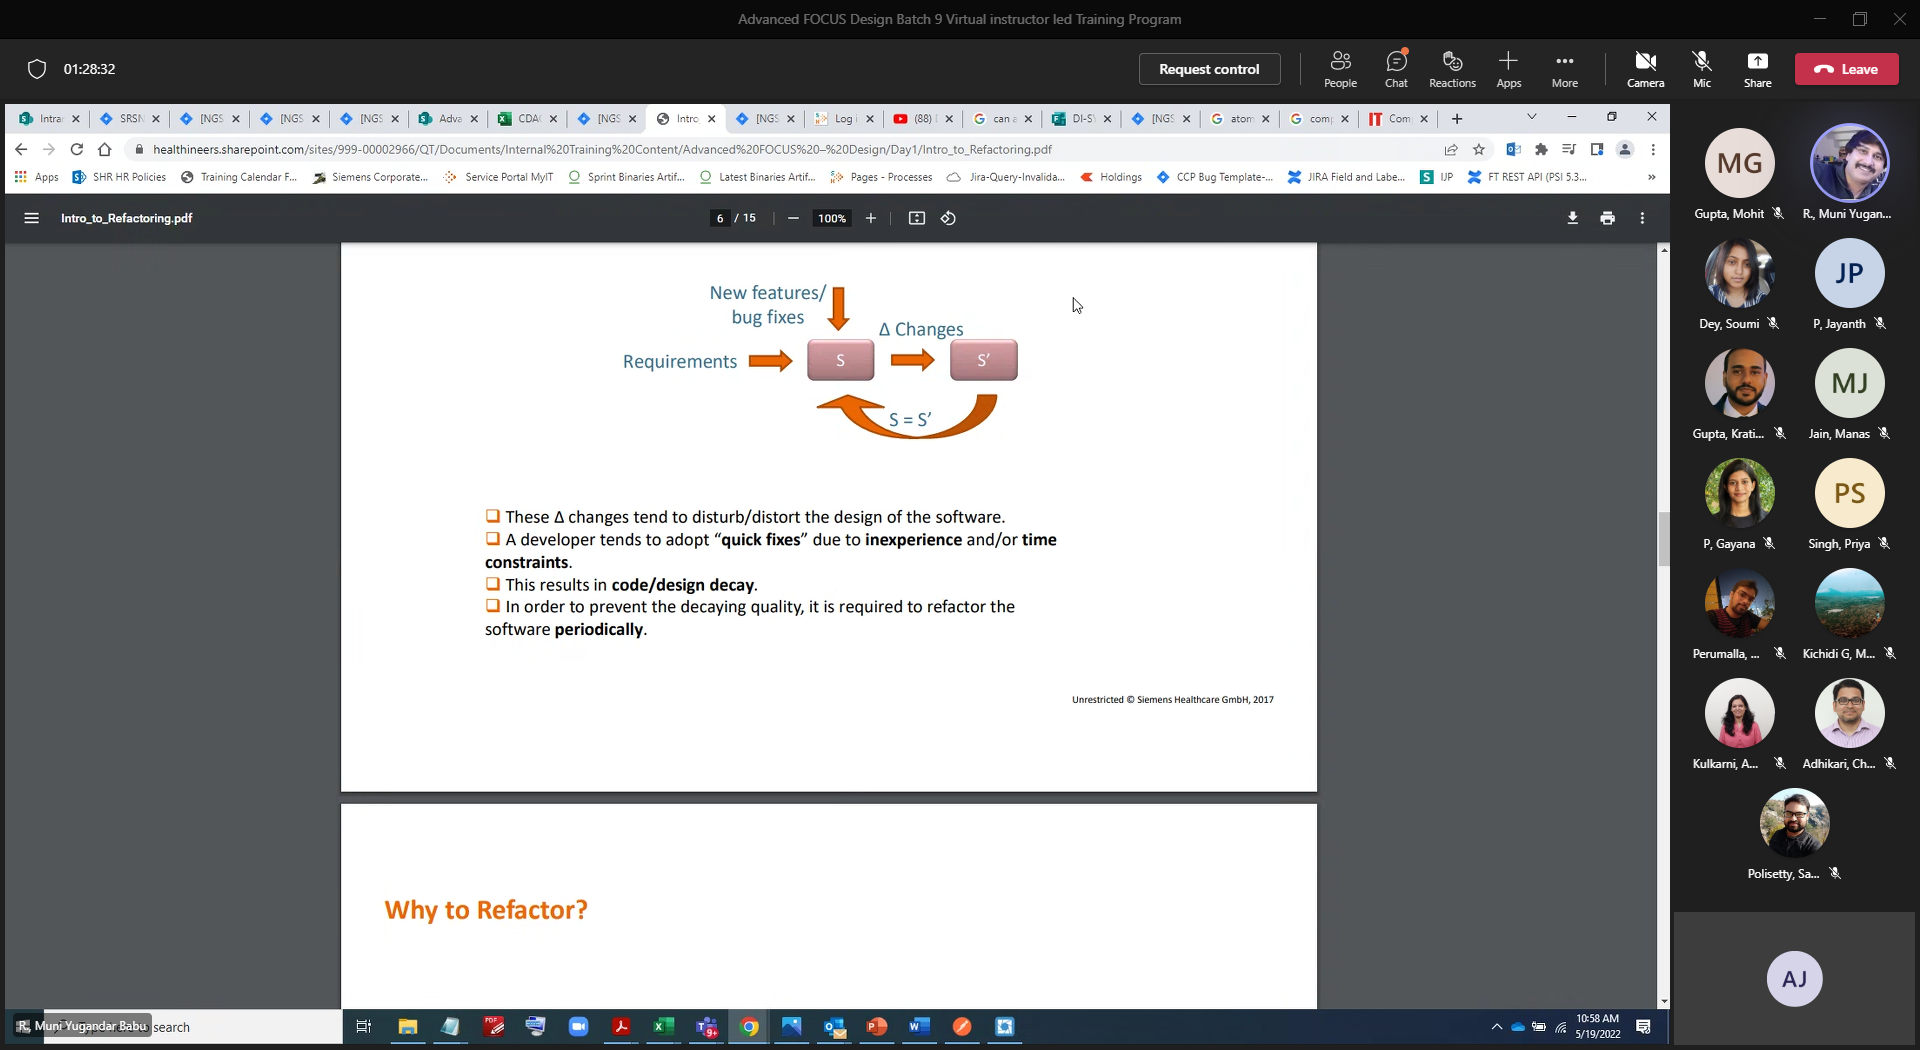 Advanced FOCUS Design Batch 9 Virtual instructor led Training Program
01:28:32
Request control
People
Chat
Reactions
Apps
More
Camera
Mic
Share
Leave
Intra
SRSN
[NGS
[NGS
[NGS
Adva
CDA
[NGS
Intro
[NGS
Log i
(88)
can a
DI-S
[NGS
atom
comp
Com
healthineers.sharepoint.com/sites/999-00002966/QT/Documents/Internal%20Training%20Content/Advanced%20FOCUS%20–%20Design/Day1/Intro_to_Refactoring.pdf
Apps
SHR HR Policies
Training Calendar F...
Siemens Corporate...
Service Portal MyIT
Sprint Binaries Artif...
Latest Binaries Artif...
Pages - Processes
Jira-Query-Invalida...
Holdings
CCP Bug Template-...
JIRA Field and Labe...
IJP
FT REST API (PSI 5.3...
»
Intro_to_Refactoring.pdf
6 / 15
100%
New features/
bug fixes
Δ Changes
Requirements
S
S’
S = S’
These Δ changes tend to disturb/distort the design of the software.
A developer tends to adopt “quick fixes” due to inexperience and/or time
constraints.
This results in code/design decay.
In order to prevent the decaying quality, it is required to refactor the
software periodically.
Unrestricted © Siemens Healthcare GmbH, 2017
Why to Refactor?
MG
Gupta, Mohit
R., Muni Yugan...
Dey, Soumi
JP
P, Jayanth
Gupta, Krati...
MJ
Jain, Manas
P, Gayana
PS
Singh, Priya
Perumalla, ...
Kichidi G, M...
Kulkarni, A...
Adhikari, Ch...
Polisetty, Sa...
AJ
R., Muni Yugandar Babu
search
10:58 AM
5/19/2022